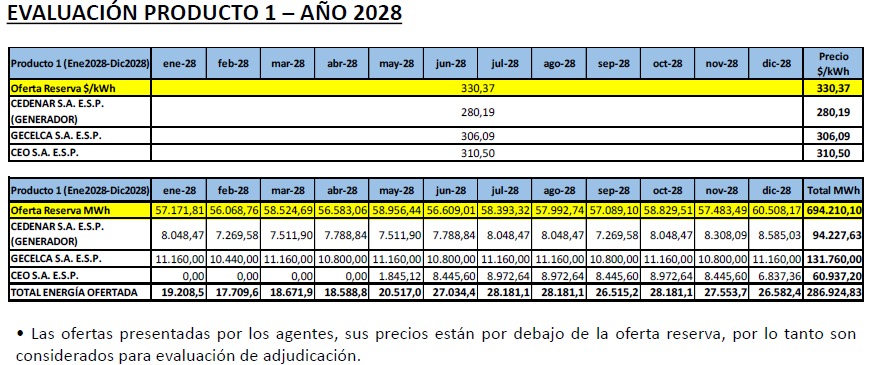 EVALUACIÓN PRODUCTO 1 – AÑO 2028
Producto 1 (Ene2028-Dic2028) ene-28 feb-28 mar-28 abr-28 may-28 jun-28 jul-28 ago-28 sep-28 oct-28 nov-28 dic-28 Precio $/kWh
Oferta Reserva $/kWh 330,37 330,37
CEDENAR S.A. E.S.P. (GENERADOR) 280,19 280,19
GECELCA S.A. E.S.P. 306,09 306,09
CEO S.A. E.S.P. 310,50 310,50
Producto 1 (Ene2028-Dic2028) ene-28 feb-28 mar-28 abr-28 may-28 jun-28 jul-28 ago-28 sep-28 oct-28 nov-28 dic-28 Total MWh
Oferta Reserva MWh 57.171,81 56.068,76 58.524,69 56.583,06 58.956,44 56.609,01 58.393,32 57.992,74 57.089,10 58.829,51 57.483,49 60.508,17 694.210,10
CEDENAR S.A. E.S.P. (GENERADOR) 8.048,47 7.269,58 7.511,90 7.788,84 7.511,90 7.788,84 8.048,47 8.048,47 7.269,58 8.048,47 8.308,09 8.585,03 94.227,63
GECELCA S.A. E.S.P. 11.160,00 10.440,00 11.160,00 10.800,00 11.160,00 10.800,00 11.160,00 11.160,00 10.800,00 11.160,00 10.800,00 11.160,00 131.760,00
CEO S.A. E.S.P. 0,00 0,00 0,00 0,00 1.845,12 8.445,60 8.972,64 8.972,64 8.445,60 8.972,64 8.445,60 6.837,36 60.937,20
TOTAL ENERGÍA OFERTADA 19.208,5 17.709,6 18.671,9 18.588,8 20.517,0 27.034,4 28.181,1 28.181,1 26.515,2 28.181,1 27.553,7 26.582,4 286.924,83
• Las ofertas presentadas por los agentes, sus precios están por debajo de la oferta reserva, por lo tanto son
considerados para evaluación de adjudicación.